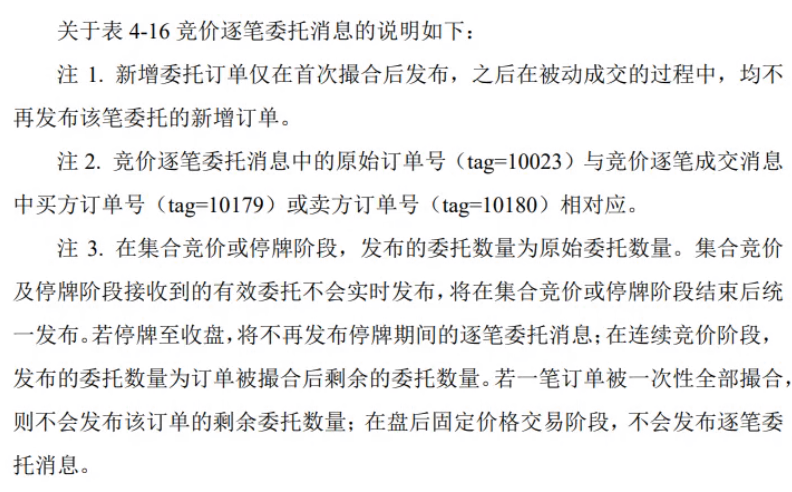 关于表 4-16 竞价逐笔委托消息的说明如下：
注 1. 新增委托订单仅在首次撮合后发布，之后在被动成交的过程中，均不
再发布该笔委托的新增订单。
注 2. 竞价逐笔委托消息中的原始订单号（tag=10023）与竞价逐笔成交消息
中买方订单号（tag=10179）或卖方订单号（tag=10180）相对应。
注 3. 在集合竞价或停牌阶段，发布的委托数量为原始委托数量。集合竞价
及停牌阶段接收到的有效委托不会实时发布，将在集合竞价或停牌阶段结束后统
一发布。若停牌至收盘，将不再发布停牌期间的逐笔委托消息；在连续竞价阶段，
发布的委托数量为订单被撮合后剩余的委托数量。若一笔订单被一次性全部撮合，
则不会发布该订单的剩余委托数量；在盘后固定价格交易阶段，不会发布逐笔委
托消息。